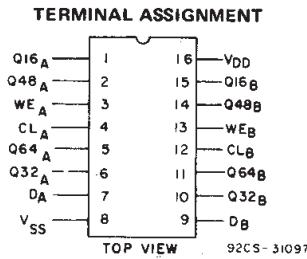 TERMINAL ASSIGNMENT
Q16A 1 16 VDD
Q48A 2 15 Q16B
WEA 3 14 Q48B
CLA 4 13 WEB
Q64A 5 12 CLB
Q32A 6 11 Q64B
DA 7 10 Q32B
VSS 8 9 DB
TOP VIEW 92CS-31097